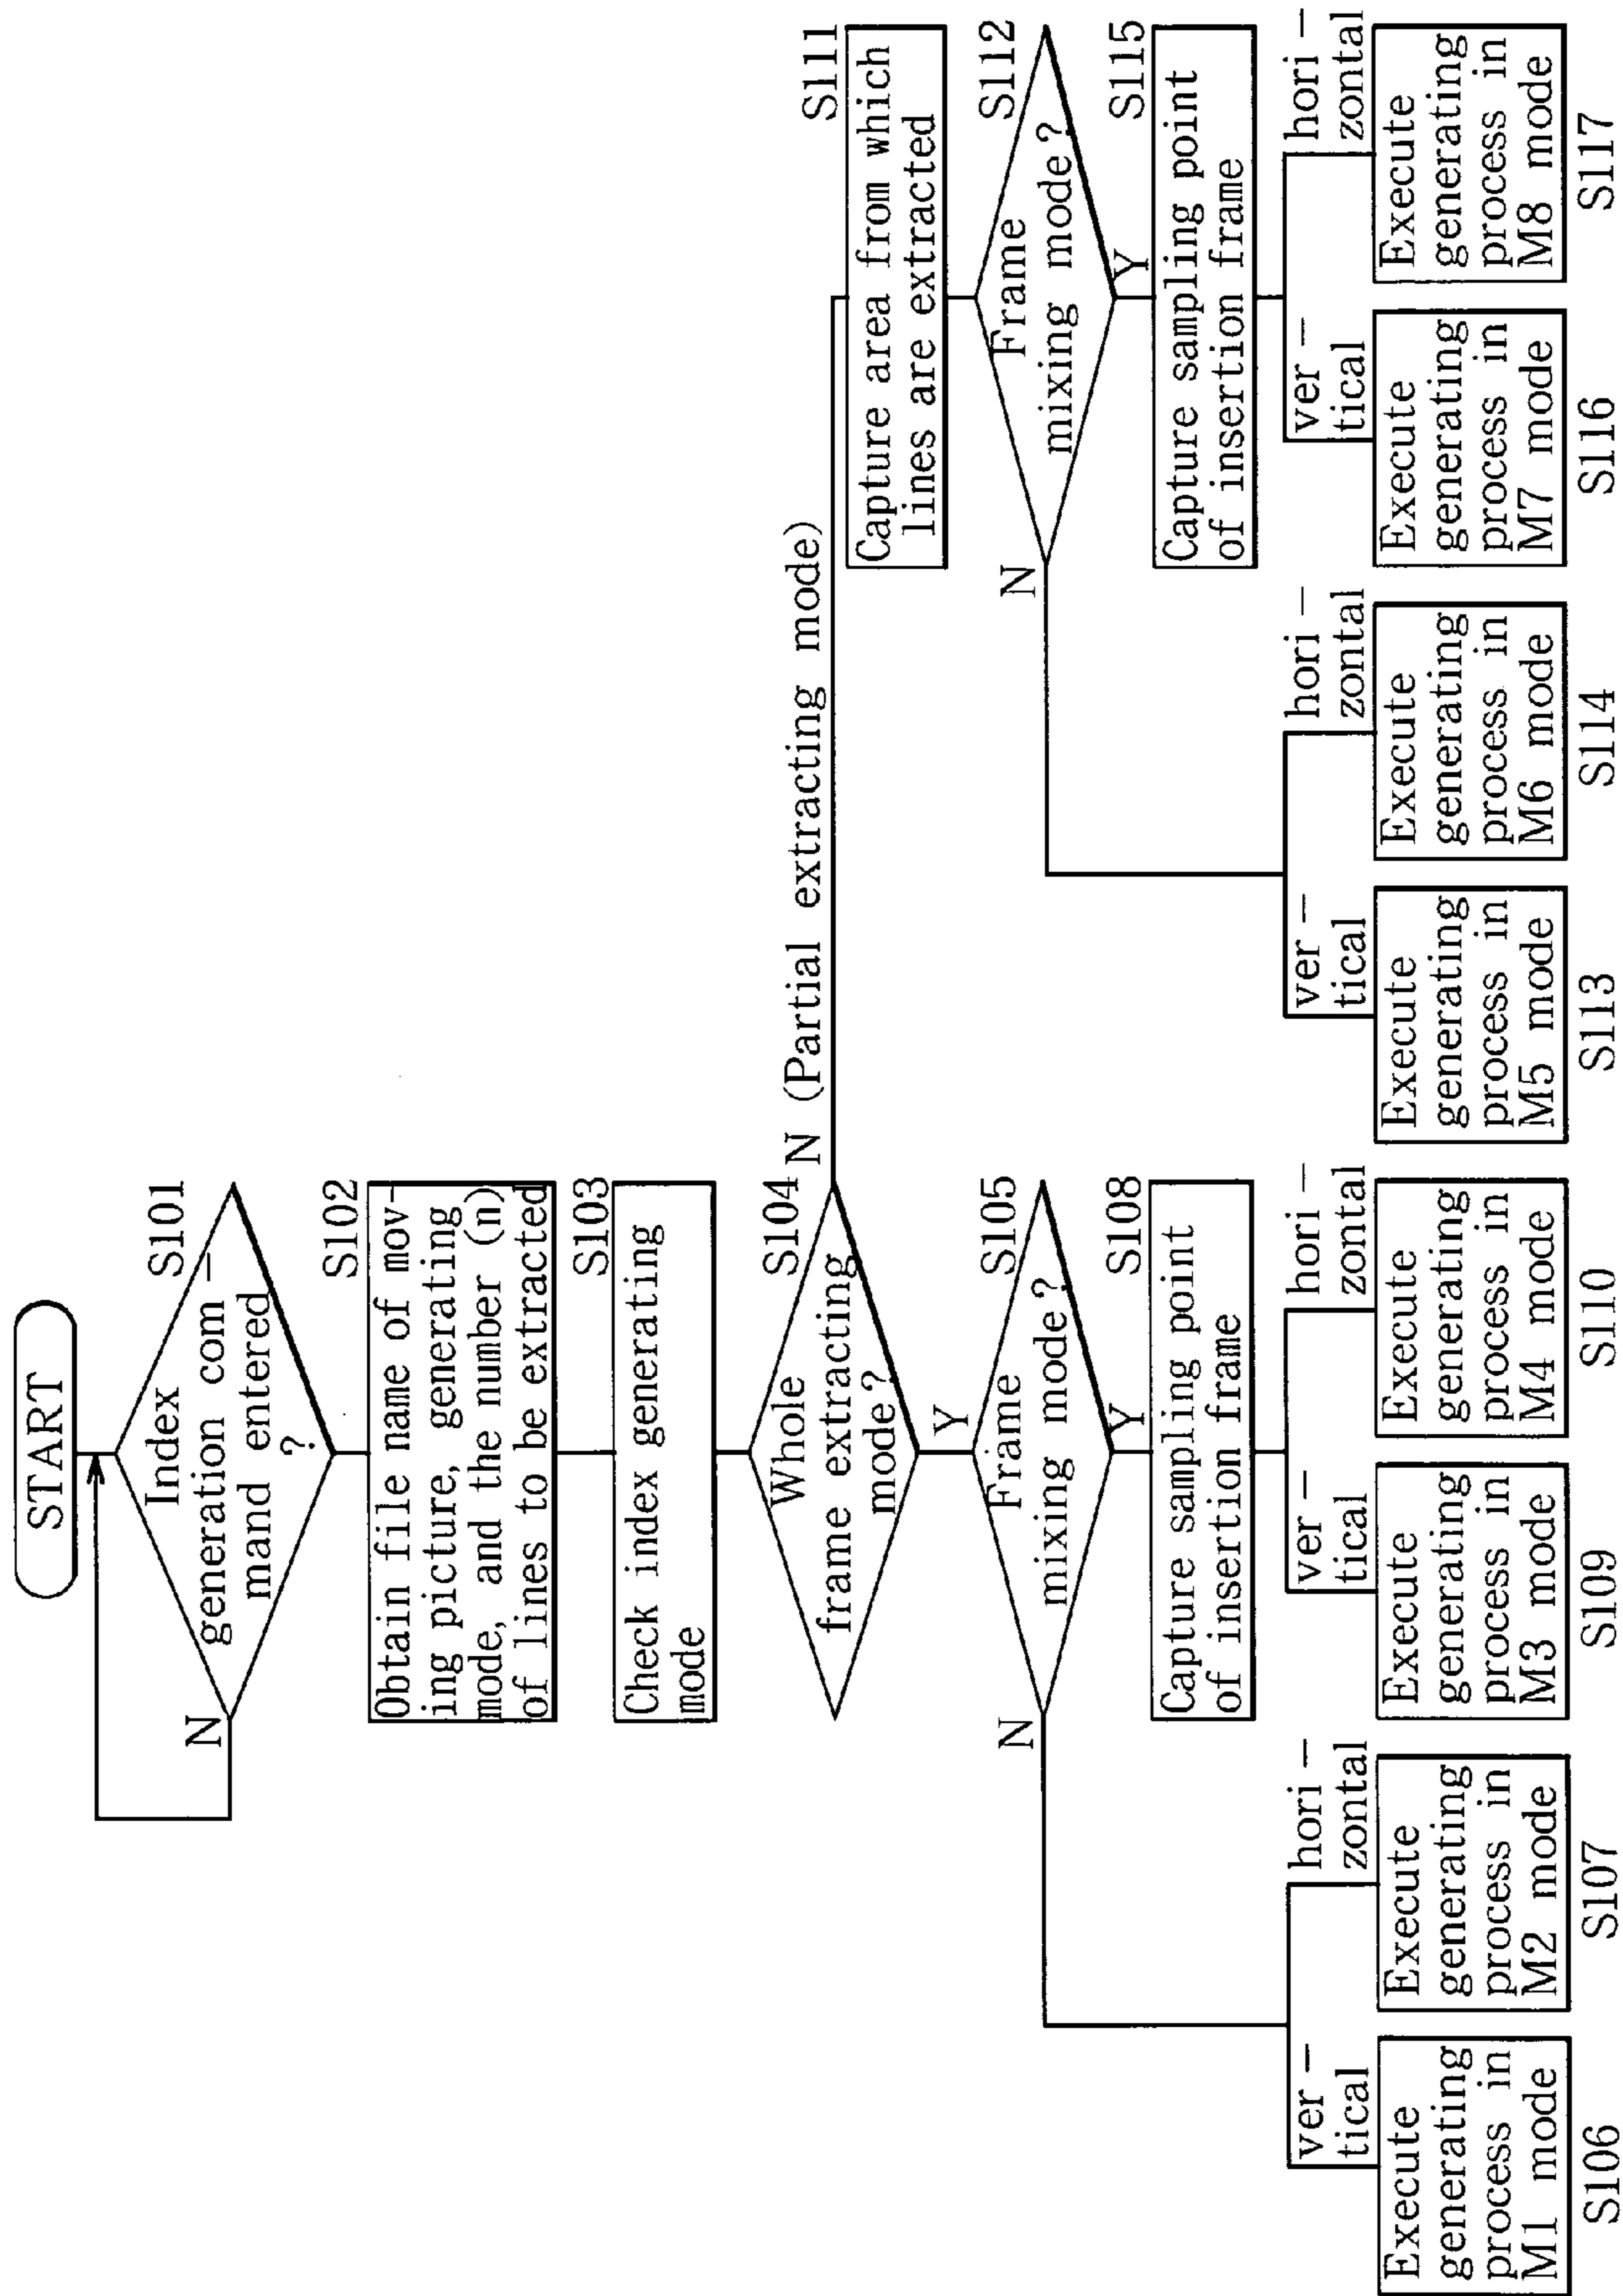 START
S101
Index
generation com-
mand entered
?
N
S102
Obtain file name of mov-
ing picture, generating
mode, and the number (n)
of lines to be extracted
S103
Check index generating
mode
S104
Whole
frame extracting
mode?
N (Partial extracting mode)
Y
S105
Frame
mixing mode?
N
Y
S108
Capture sampling point
of insertion frame
S111
Capture area from which
lines are extracted
S112
Frame
mixing mode?
N
Y
S115
Capture sampling point
of insertion frame
ver-
tical
hori-
zontal
Execute
generating
process in
M1 mode
S106
Execute
generating
process in
M2 mode
S107
ver-
tical
hori-
zontal
Execute
generating
process in
M3 mode
S109
Execute
generating
process in
M4 mode
S110
ver-
tical
hori-
zontal
Execute
generating
process in
M5 mode
S113
Execute
generating
process in
M6 mode
S114
ver-
tical
hori-
zontal
Execute
generating
process in
M7 mode
S116
Execute
generating
process in
M8 mode
S117